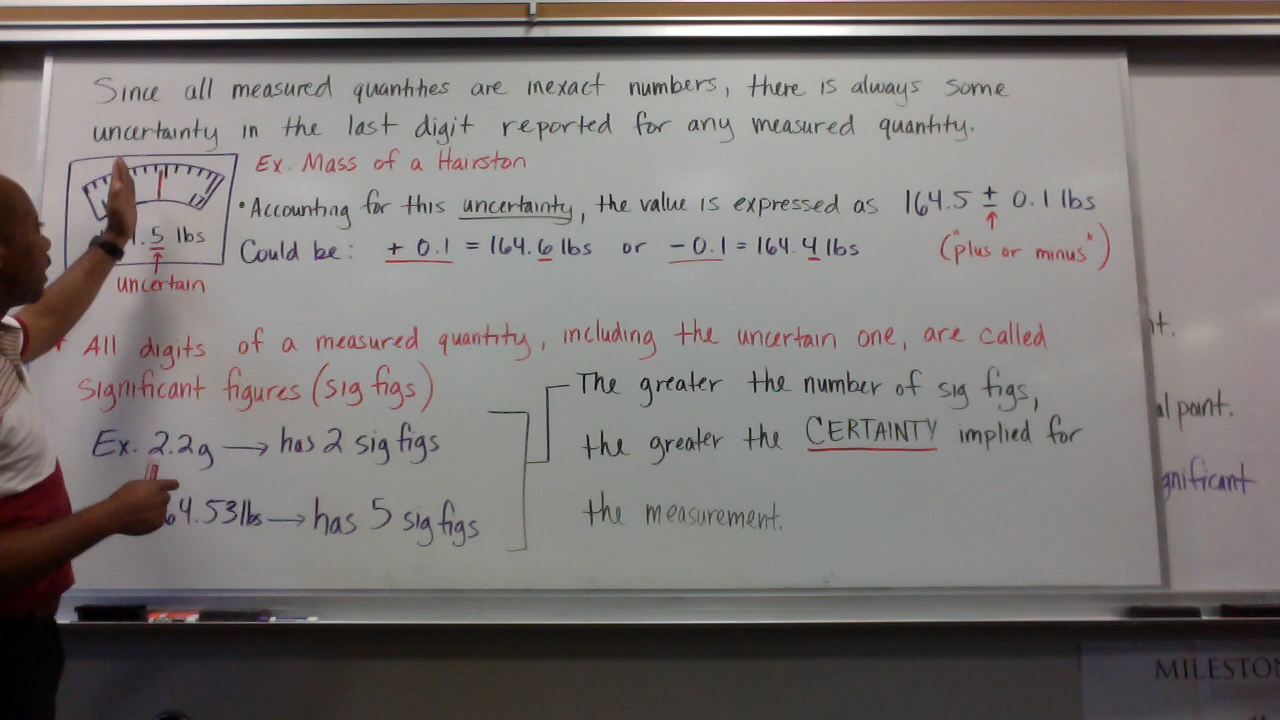 Since all measured quantities are inexact numbers, there is always some
uncertainty in the last digit reported for any measured quantity.
Ex. Mass of a Hairston
.5 lbs
uncertain
• Accounting for this uncertainty, the value is expressed as 164.5 ± 0.1 lbs
Could be: + 0.1 = 164.6 lbs or - 0.1 = 164.4 lbs
("plus or minus")
All digits of a measured quantity, including the uncertain one, are called
significant figures (sig figs)
Ex. 2.2g → has 2 sig figs
64.53 lbs → has 5 sig figs
The greater the number of sig figs,
the greater the CERTAINTY implied for
the measurement.
nt.
al point.
gnificant
MILESTO